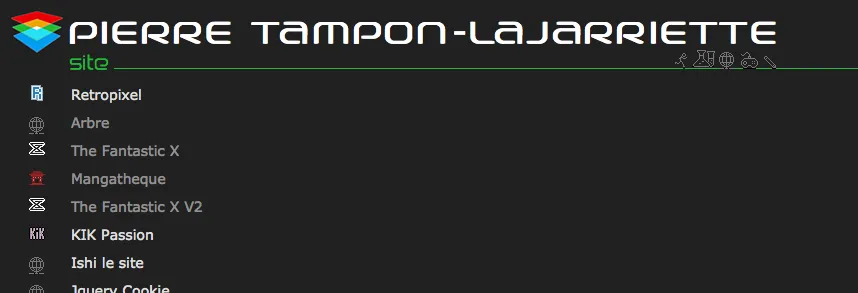 PIERRE TAMPON-LAJARRIETTE
site
Retropixel
Arbre
The Fantastic X
Mangatheque
The Fantastic X V2
KIK
KIK Passion
Ishi le site
Jquery Cookie